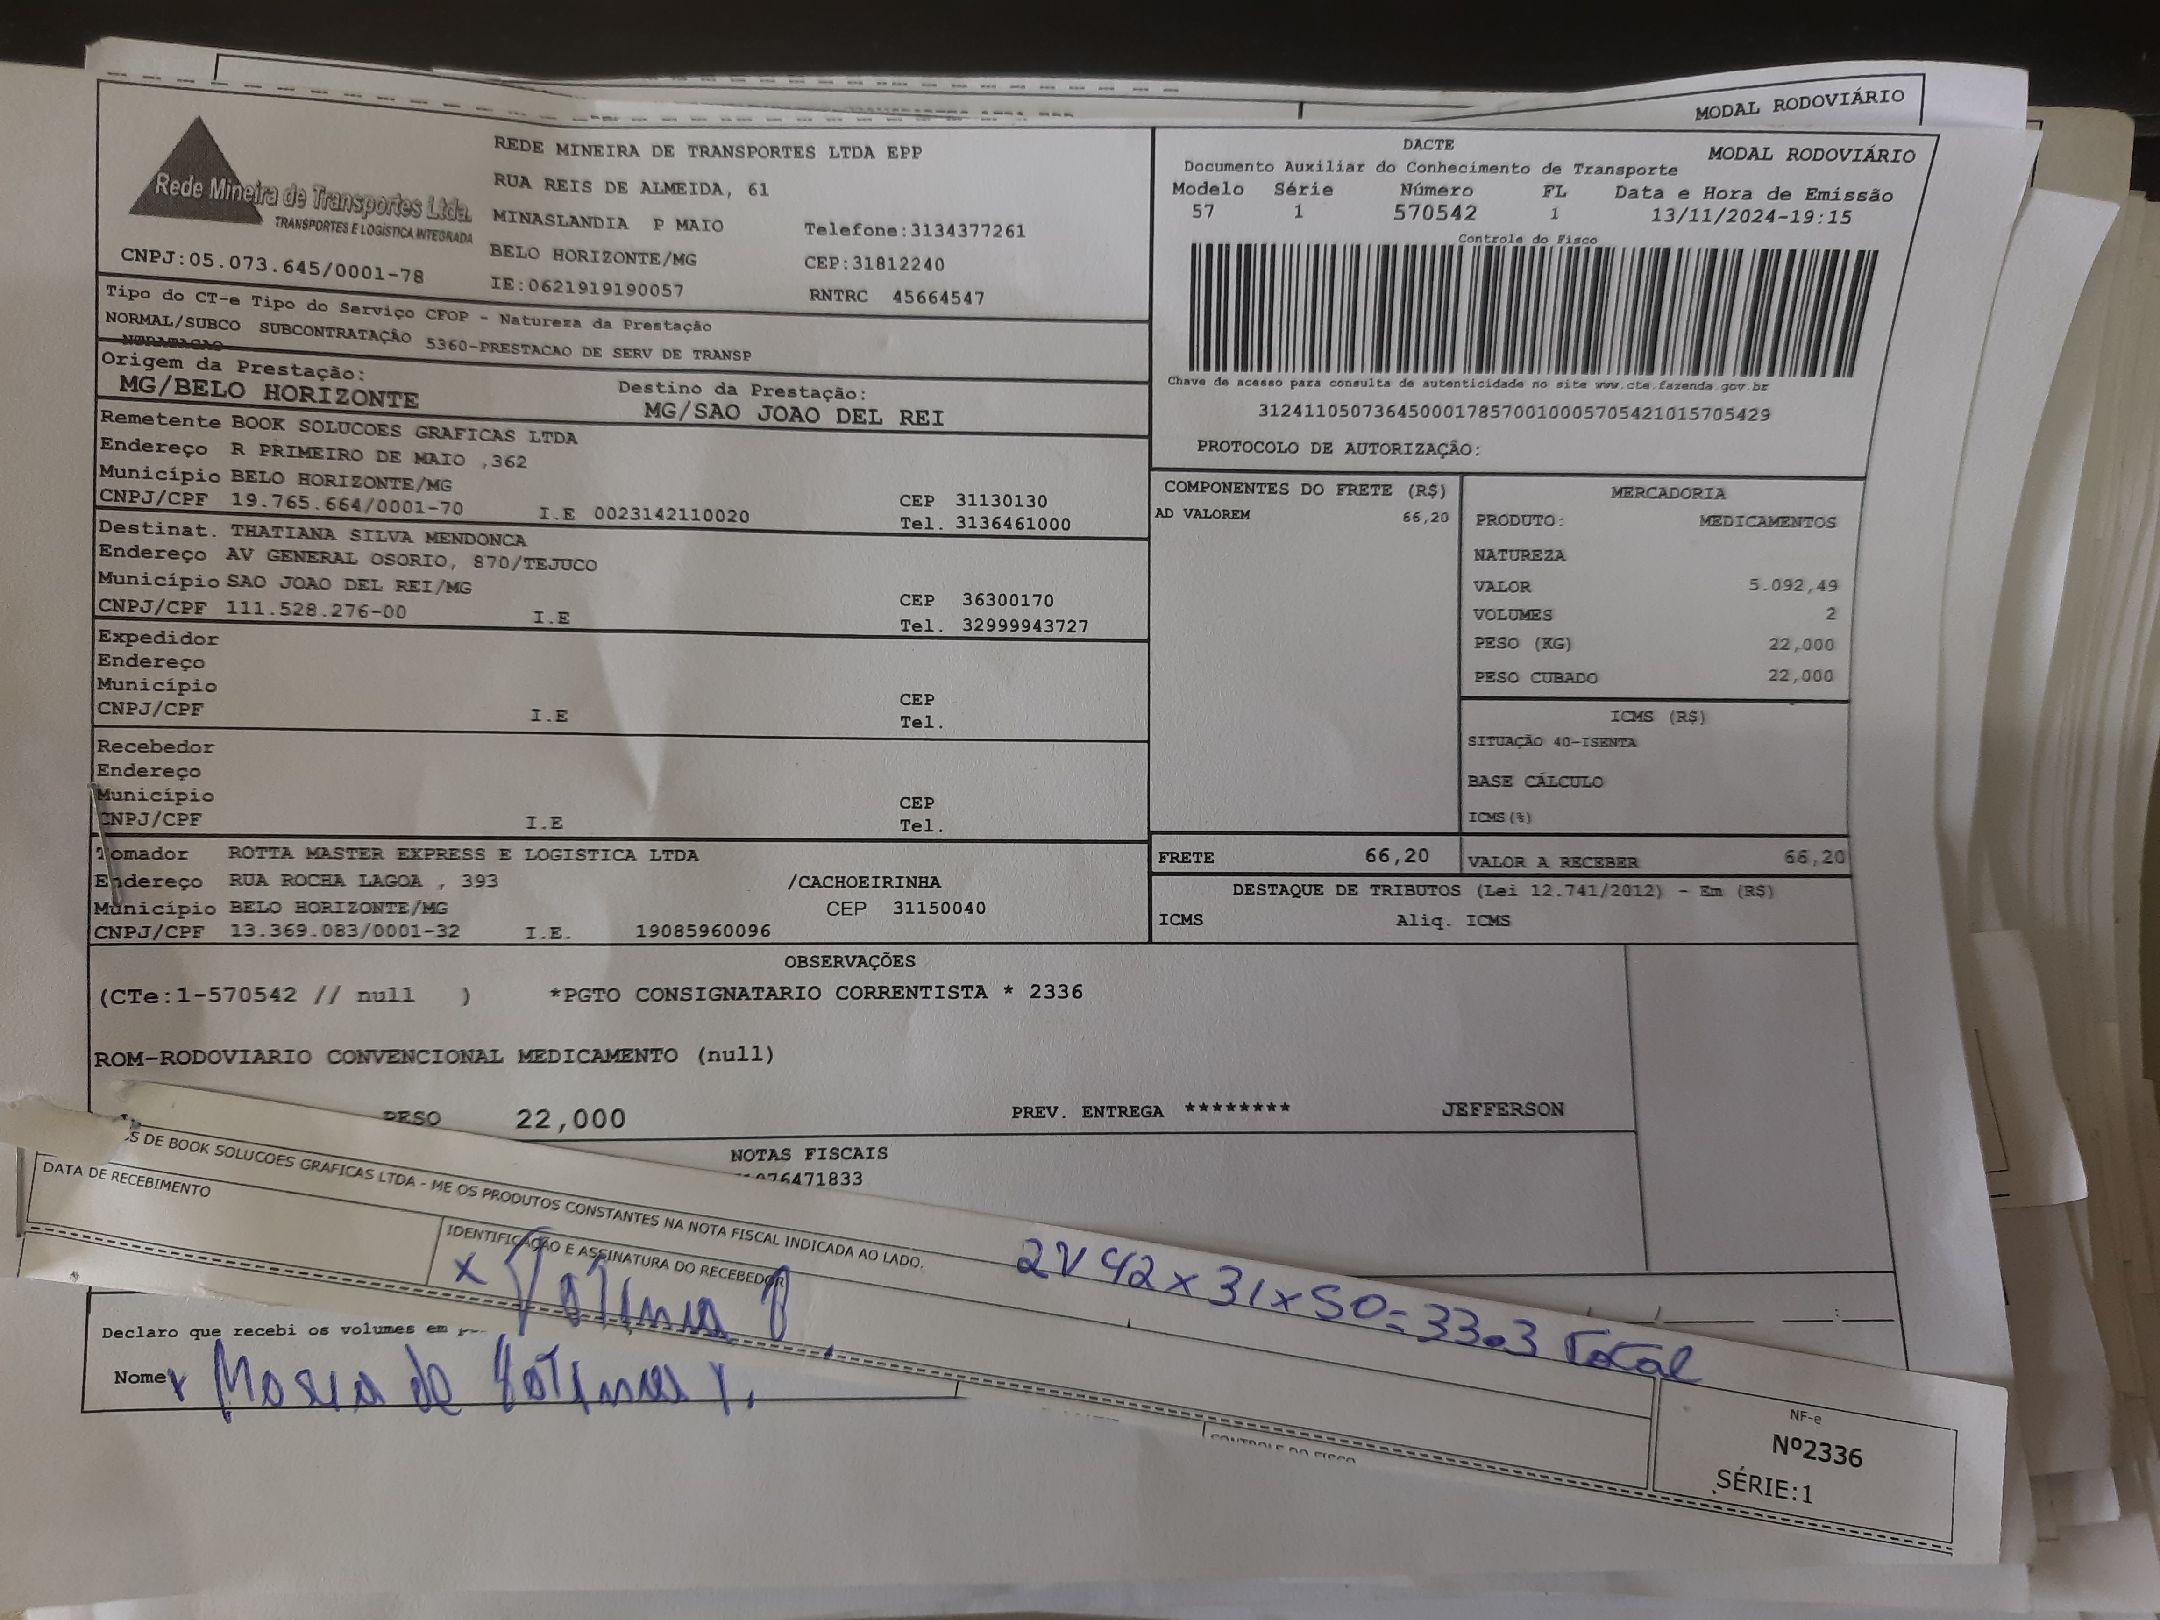 MODAL RODOVIÁRIO
Rede Mineira de Transportes Ltda.
TRANSPORTES E LOGÍSTICA INTEGRADA
CNPJ:05.073.645/0001-78
REDE MINEIRA DE TRANSPORTES LTDA EPP
RUA REIS DE ALMEIDA, 61
MINASLANDIA P MAIO Telefone:3134377261
BELO HORIZONTE/MG CEP:31812240
IE:0621919190057 RNTRC 45664547
DACTE
MODAL RODOVIÁRIO
Documento Auxiliar do Conhecimento de Transporte
Modelo Série Número FL Data e Hora de Emissão
57 1 570542 1 13/11/2024-19:15
Controle do Fisco
Chave de acesso para consulta de autenticidade no site www.cte.fazenda.gov.br
31241105073645000178570010005705421015705429
PROTOCOLO DE AUTORIZAÇÃO:
Tipo do CT-e Tipo do Serviço CFOP - Natureza da Prestação
NORMAL/SUBCO SUBCONTRATAÇÃO 5360-PRESTACAO DE SERV DE TRANSP
NTRATACAO
Origem da Prestação: Destino da Prestação:
MG/BELO HORIZONTE MG/SAO JOAO DEL REI
Remetente BOOK SOLUCOES GRAFICAS LTDA
Endereço R PRIMEIRO DE MAIO ,362
Município BELO HORIZONTE/MG CEP 31130130
CNPJ/CPF 19.765.664/0001-70 I.E 0023142110020 Tel. 3136461000
Destinat. THATIANA SILVA MENDONCA
Endereço AV GENERAL OSORIO, 870/TEJUCO
Município SAO JOAO DEL REI/MG CEP 36300170
CNPJ/CPF 111.528.276-00 I.E Tel. 32999943727
Expedidor
Endereço
Município CEP
CNPJ/CPF I.E Tel.
Recebedor
Endereço
Município CEP
CNPJ/CPF I.E Tel.
Tomador ROTTA MASTER EXPRESS E LOGISTICA LTDA
Endereço RUA ROCHA LAGOA , 393 /CACHOEIRINHA
Município BELO HORIZONTE/MG CEP 31150040
CNPJ/CPF 13.369.083/0001-32 I.E. 19085960096
COMPONENTES DO FRETE (R$)
AD VALOREM 66,20
MERCADORIA
PRODUTO: MEDICAMENTOS
NATUREZA
VALOR 5.092,49
VOLUMES 2
PESO (KG) 22,000
PESO CUBADO 22,000
ICMS (R$)
SITUAÇÃO 40-ISENTA
BASE CÁLCULO
ICMS(%)
FRETE 66,20 VALOR A RECEBER 66,20
DESTAQUE DE TRIBUTOS (Lei 12.741/2012) - Em (R$)
ICMS Aliq. ICMS
OBSERVAÇÕES
(CTe:1-570542 // null ) *PGTO CONSIGNATARIO CORRENTISTA * 2336
ROM-RODOVIARIO CONVENCIONAL MEDICAMENTO (null)
PESO 22,000 PREV. ENTREGA ******** JEFFERSON
NOTAS FISCAIS
076471833
DE BOOK SOLUCOES GRAFICAS LTDA - ME OS PRODUTOS CONSTANTES NA NOTA FISCAL INDICADA AO LADO.
DATA DE RECEBIMENTO
IDENTIFICAÇÃO E ASSINATURA DO RECEBEDOR
2V 42x31x50=33.3 Total
Declaro que recebi os volumes em
Nome x Maria de
CONTROLE DO FISCO
NF-e
Nº2336
SÉRIE:1